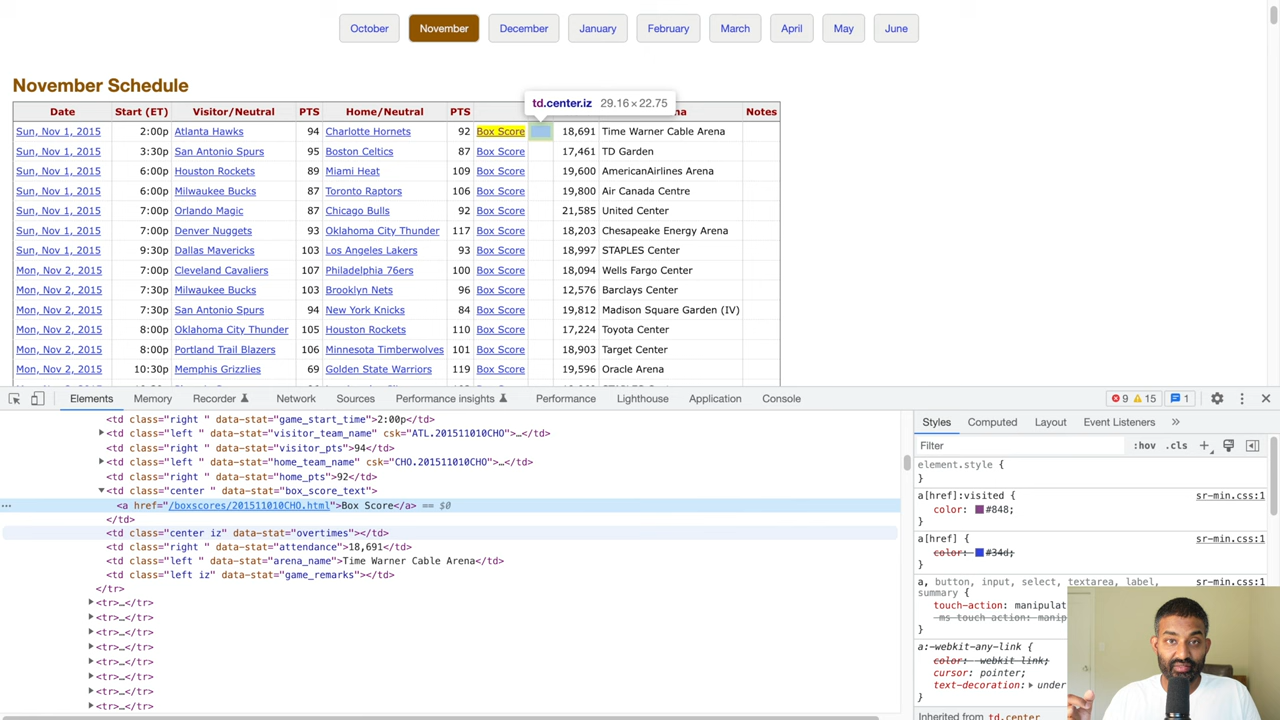 October November December January February March April May June
November Schedule
td.center.iz 29.16 × 22.75
Date Start (ET) Visitor/Neutral PTS Home/Neutral PTS Notes
Sun, Nov 1, 2015 2:00p Atlanta Hawks 94 Charlotte Hornets 92 Box Score 18,691 Time Warner Cable Arena
Sun, Nov 1, 2015 3:30p San Antonio Spurs 95 Boston Celtics 87 Box Score 17,461 TD Garden
Sun, Nov 1, 2015 6:00p Houston Rockets 89 Miami Heat 109 Box Score 19,600 AmericanAirlines Arena
Sun, Nov 1, 2015 6:00p Milwaukee Bucks 87 Toronto Raptors 106 Box Score 19,800 Air Canada Centre
Sun, Nov 1, 2015 7:00p Orlando Magic 87 Chicago Bulls 92 Box Score 21,585 United Center
Sun, Nov 1, 2015 7:00p Denver Nuggets 93 Oklahoma City Thunder 117 Box Score 18,203 Chesapeake Energy Arena
Sun, Nov 1, 2015 9:30p Dallas Mavericks 103 Los Angeles Lakers 93 Box Score 18,997 STAPLES Center
Mon, Nov 2, 2015 7:00p Cleveland Cavaliers 107 Philadelphia 76ers 100 Box Score 18,094 Wells Fargo Center
Mon, Nov 2, 2015 7:30p Milwaukee Bucks 103 Brooklyn Nets 96 Box Score 12,576 Barclays Center
Mon, Nov 2, 2015 7:30p San Antonio Spurs 94 New York Knicks 84 Box Score 19,812 Madison Square Garden (IV)
Mon, Nov 2, 2015 8:00p Oklahoma City Thunder 105 Houston Rockets 110 Box Score 17,224 Toyota Center
Mon, Nov 2, 2015 8:00p Portland Trail Blazers 106 Minnesota Timberwolves 101 Box Score 18,903 Target Center
Mon, Nov 2, 2015 10:30p Memphis Grizzlies 69 Golden State Warriors 119 Box Score 19,596 Oracle Arena
Elements Memory Recorder Network Sources Performance insights Performance Lighthouse Application Console 9 15 1
<td class="right " data-stat="game_start_time">2:00p</td>
<td class="left " data-stat="visitor_team_name" csk="ATL.201511010CHO">…</td>
<td class="right " data-stat="visitor_pts">94</td>
<td class="left " data-stat="home_team_name" csk="CHO.201511010CHO">…</td>
<td class="right " data-stat="home_pts">92</td>
<td class="center " data-stat="box_score_text">
<a href="/boxscores/201511010CHO.html">Box Score</a> == $0
</td>
<td class="center iz" data-stat="overtimes"></td>
<td class="right " data-stat="attendance">18,691</td>
<td class="left " data-stat="arena_name">Time Warner Cable Arena</td>
<td class="left iz" data-stat="game_remarks"></td>
</tr>
<tr>…</tr>
<tr>…</tr>
<tr>…</tr>
<tr>…</tr>
<tr>…</tr>
<tr>…</tr>
<tr>…</tr>
<tr>…</tr>
Styles Computed Layout Event Listeners »
Filter :hov .cls +
element.style {
}
a[href]:visited { sr-min.css:1
color: #848;
}
a[href] { sr-min.css:1
color: #34d;
}
a, button, input, select, textarea, label, sr-min.css:1
summary {
touch-action: manipulat
-ms-touch-action: manip
}
a:-webkit-any-link {
color: -webkit-link;
cursor: pointer;
text-decoration: under
}
Inherited from td.center